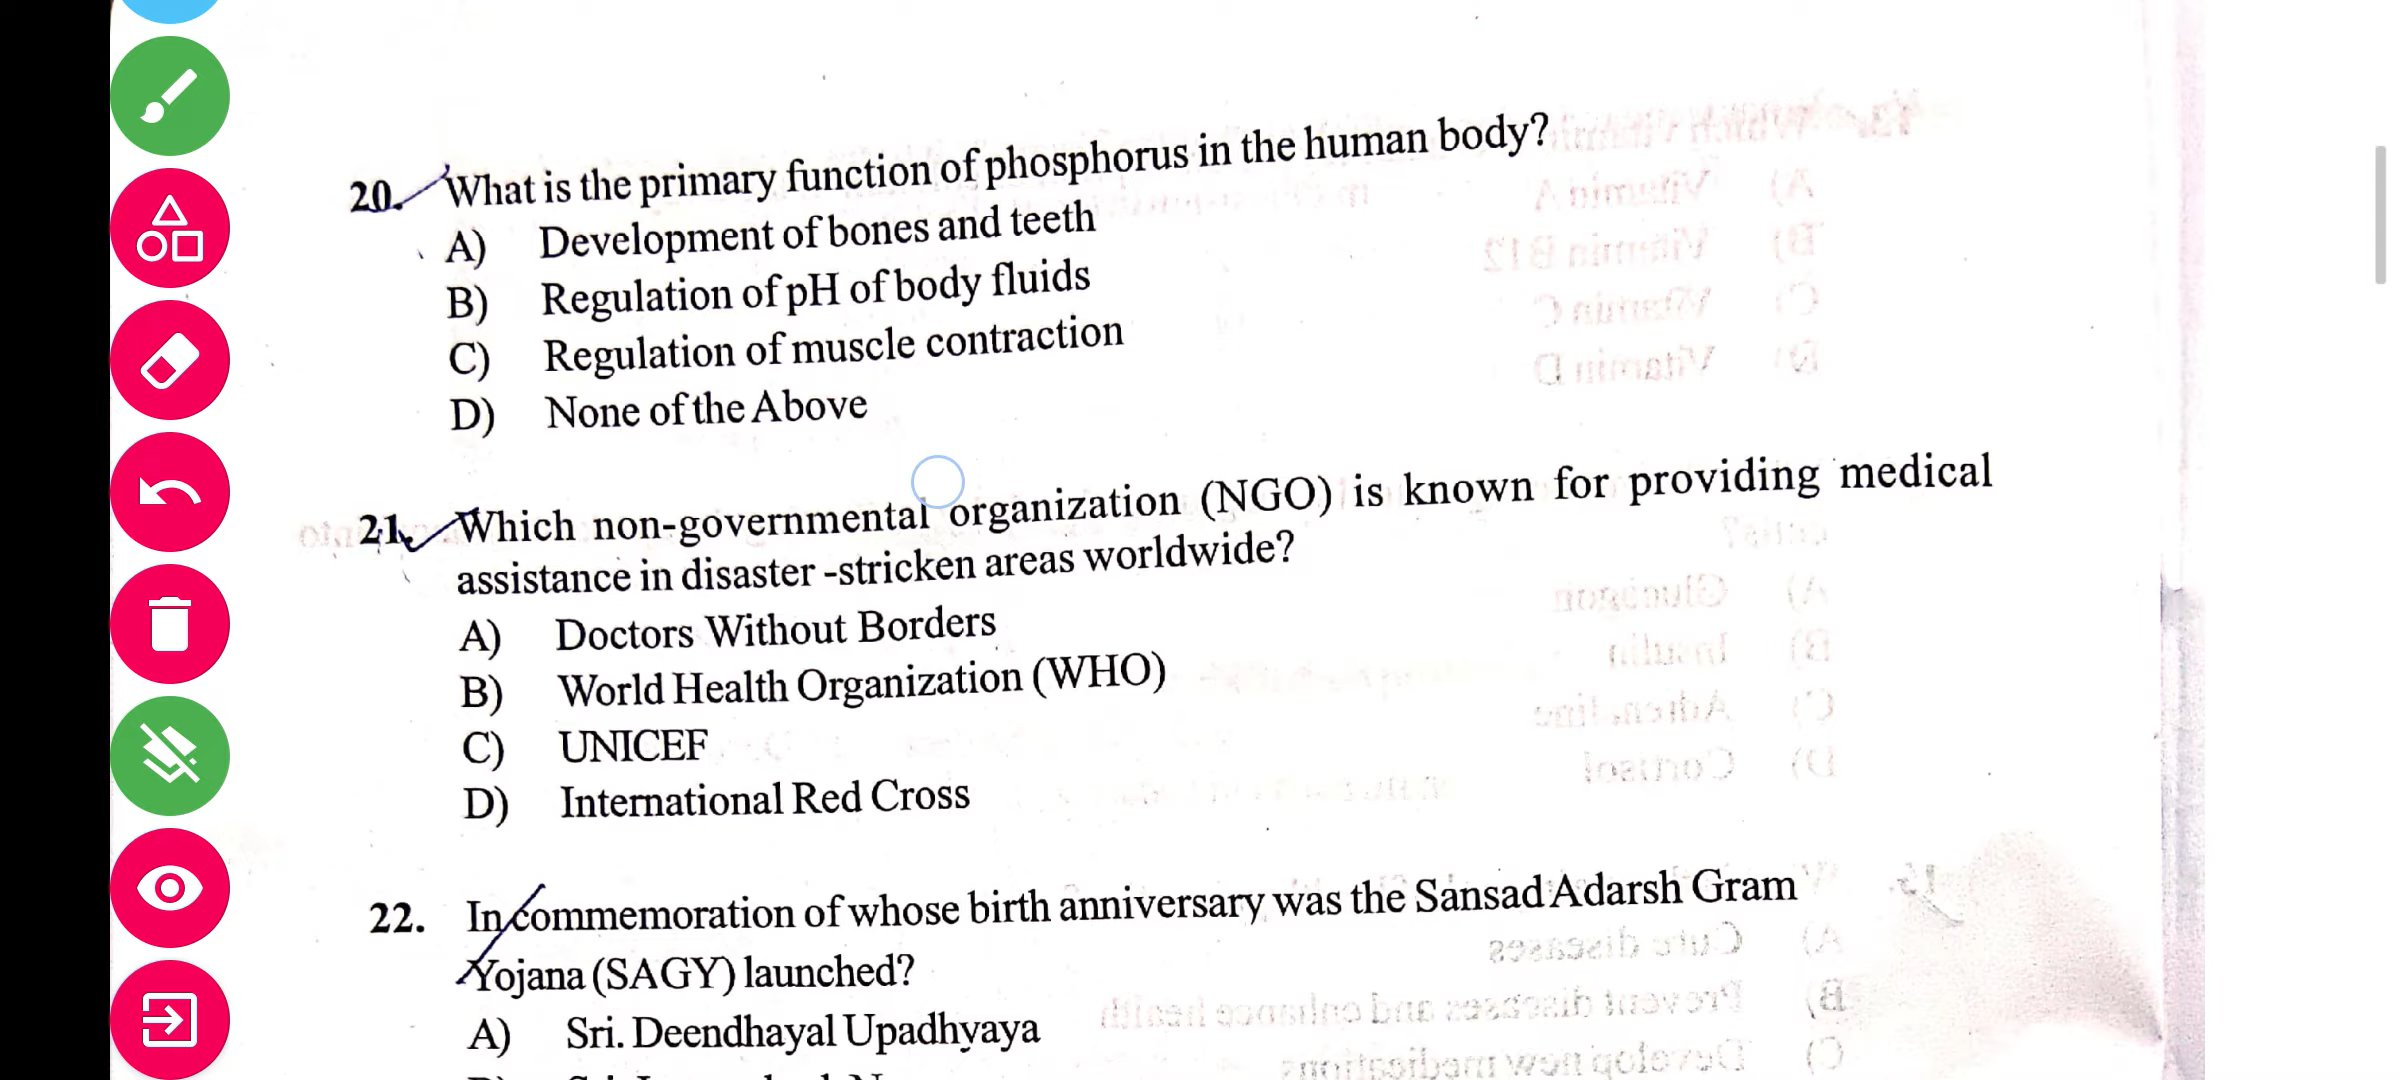 20. What is the primary function of phosphorus in the human body?
A) Development of bones and teeth
B) Regulation of pH of body fluids
C) Regulation of muscle contraction
D) None of the Above
21. Which non-governmental organization (NGO) is known for providing medical
assistance in disaster -stricken areas worldwide?
A) Doctors Without Borders
B) World Health Organization (WHO)
C) UNICEF
D) International Red Cross
22. In commemoration of whose birth anniversary was the Sansad Adarsh Gram
Yojana (SAGY) launched?
A) Sri. Deendhayal Upadhyaya